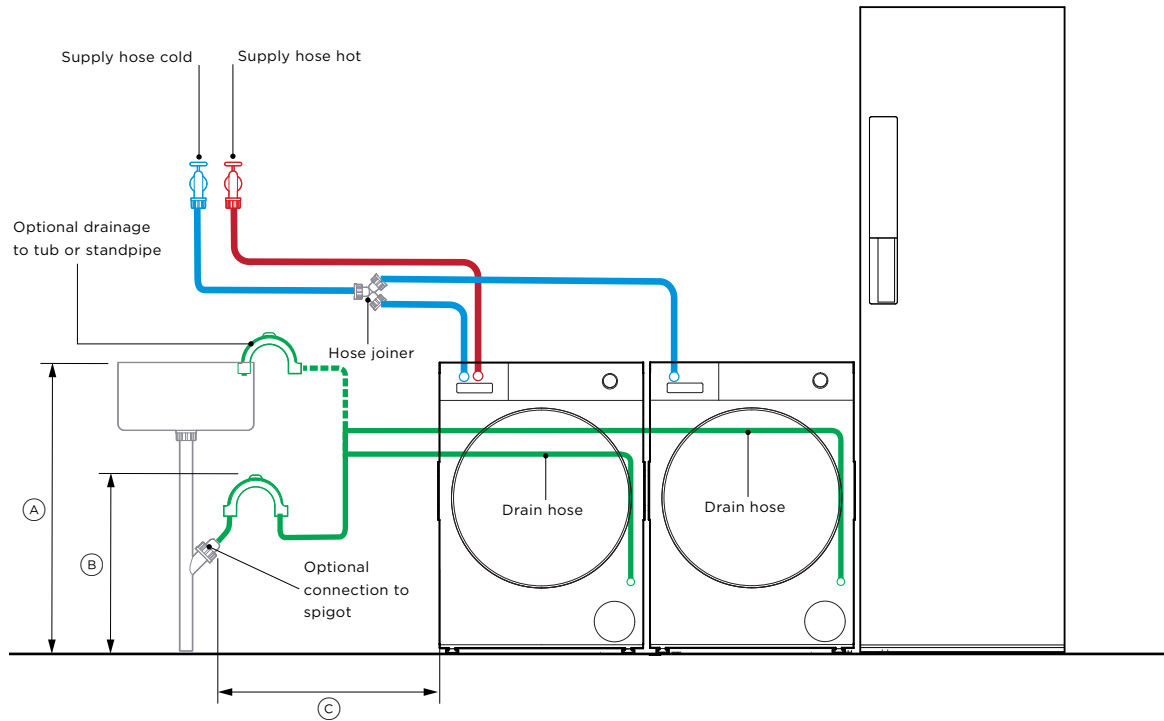 Supply hose cold
Supply hose hot
Optional drainage
to tub or standpipe
Hose joiner
A
B
Drain hose
Drain hose
Optional
connection to
spigot
C